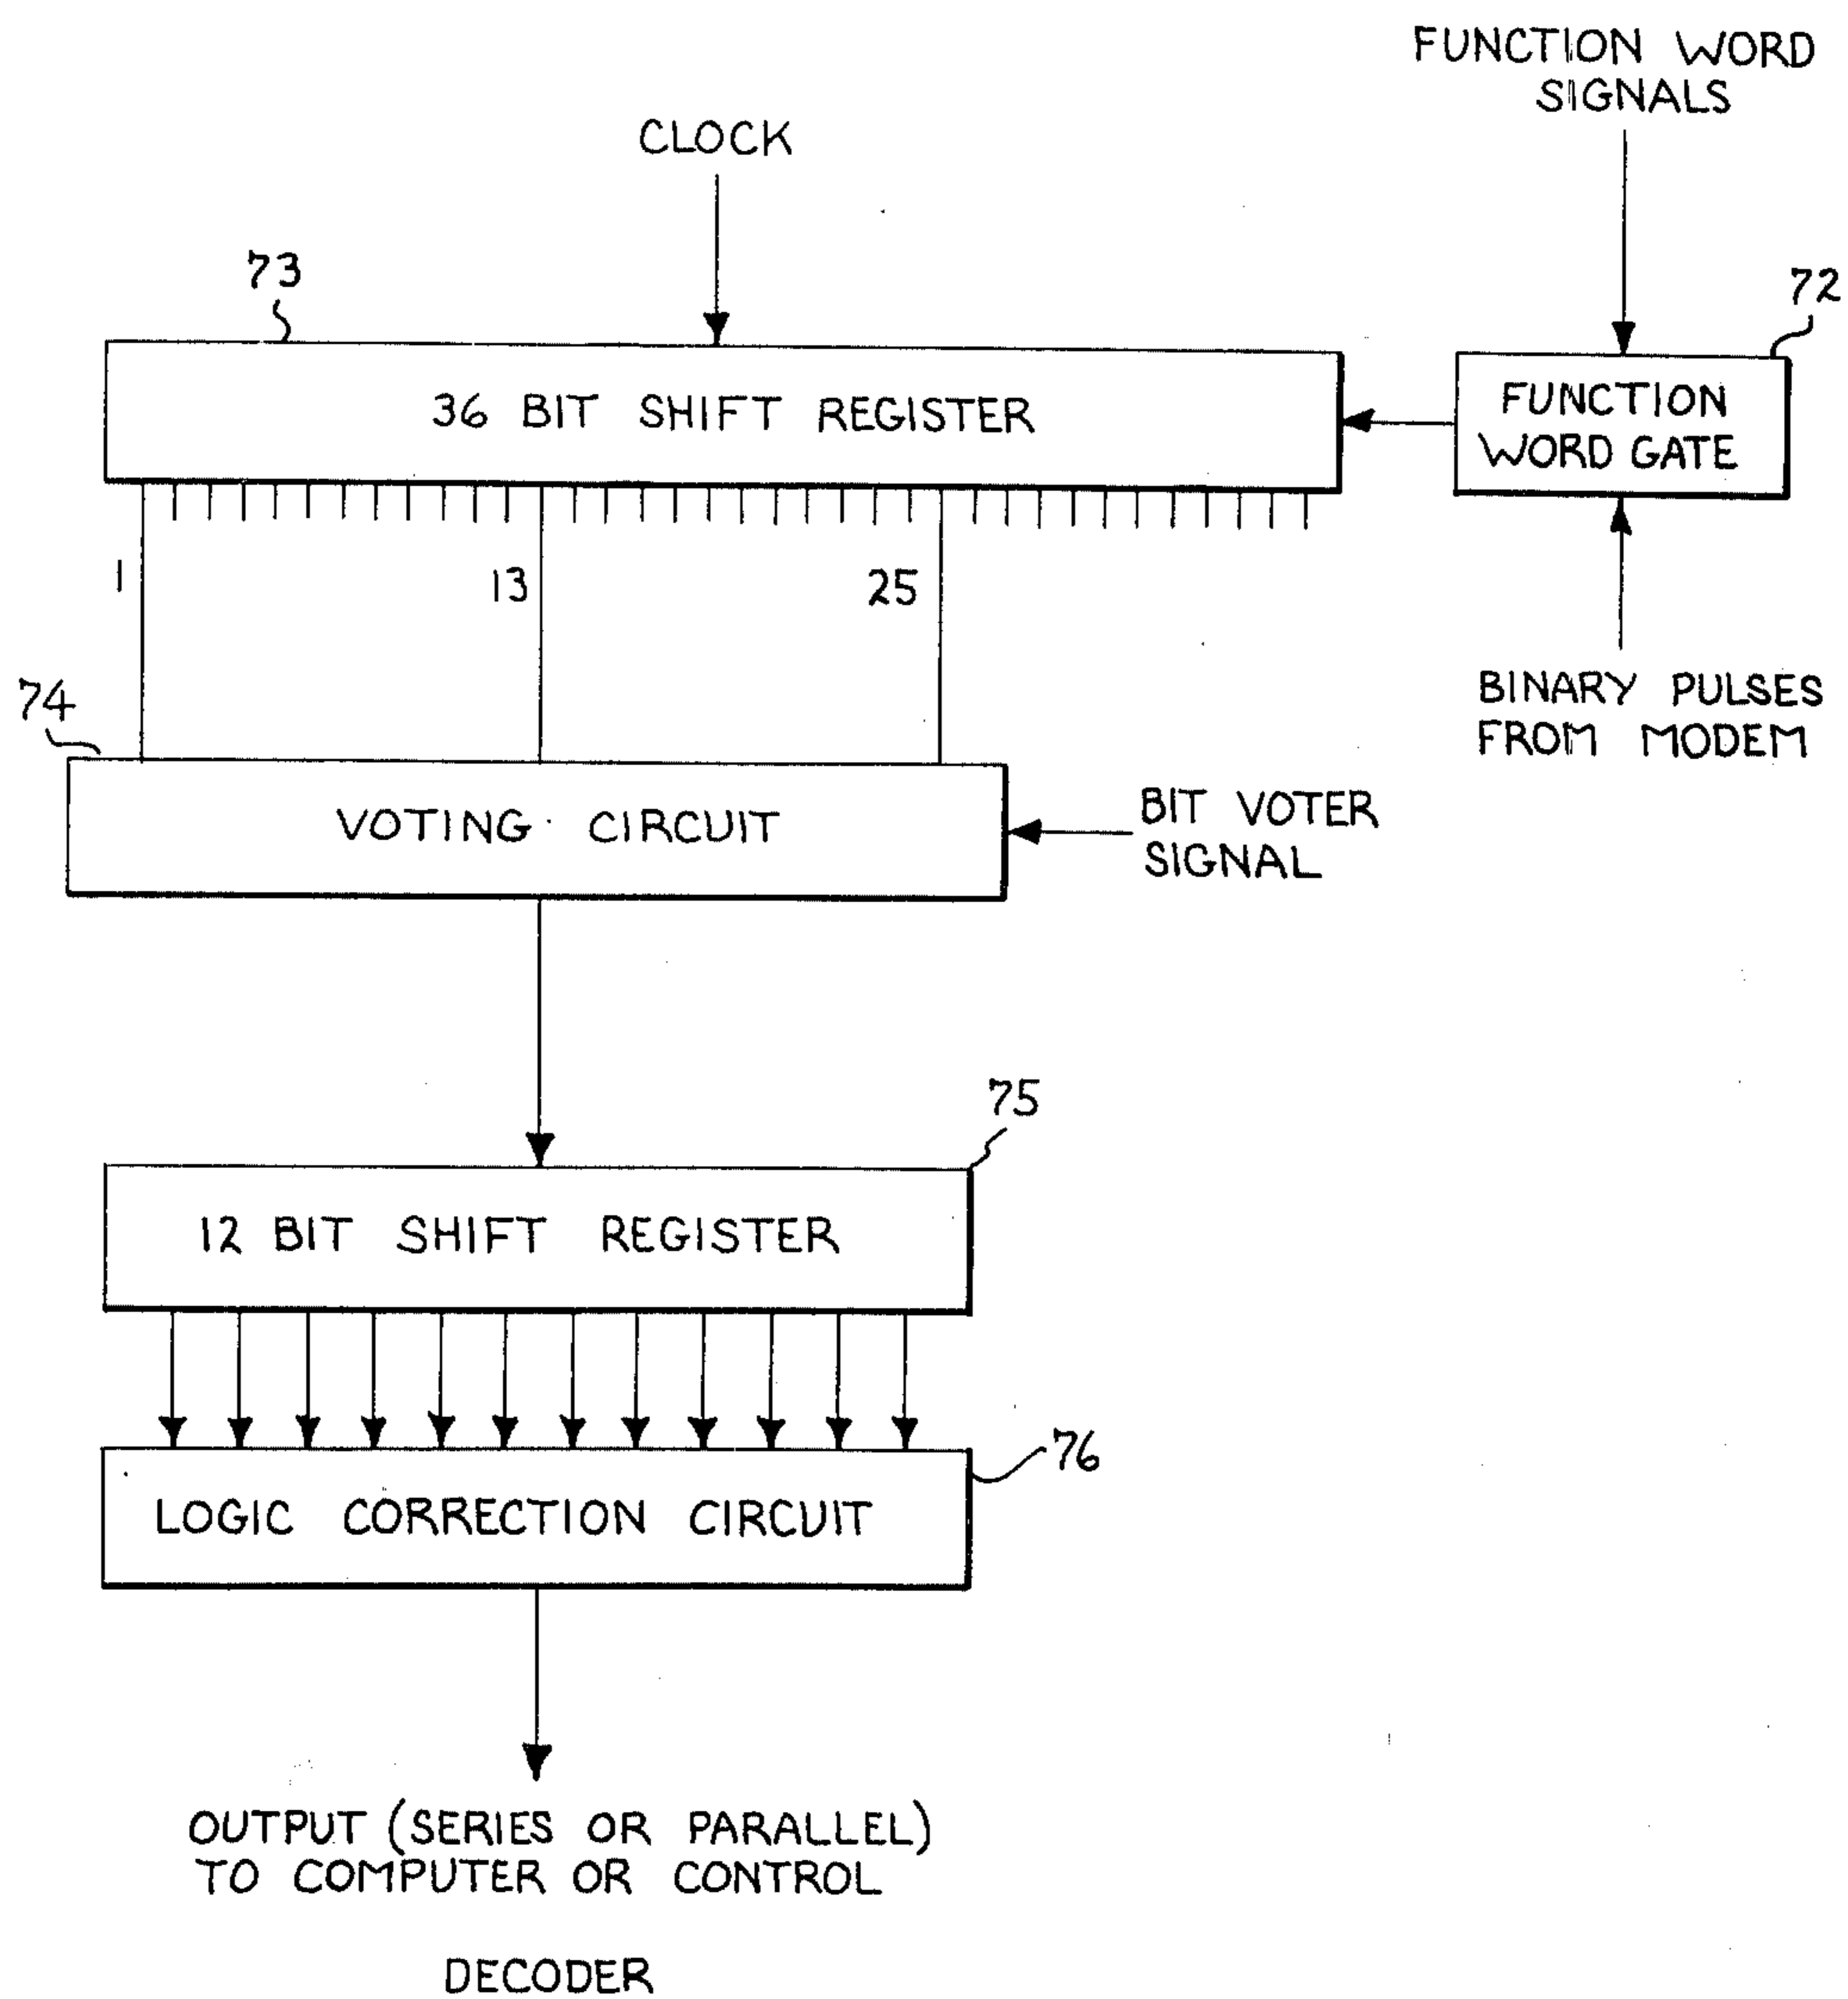 FUNCTION WORD
SIGNALS
CLOCK
73
72
36 BIT SHIFT REGISTER
FUNCTION
WORD GATE
1
13
25
BINARY PULSES
FROM MODEM
74
VOTING CIRCUIT
BIT VOTER
SIGNAL
75
12 BIT SHIFT REGISTER
76
LOGIC CORRECTION CIRCUIT
OUTPUT (SERIES OR PARALLEL)
TO COMPUTER OR CONTROL
DECODER